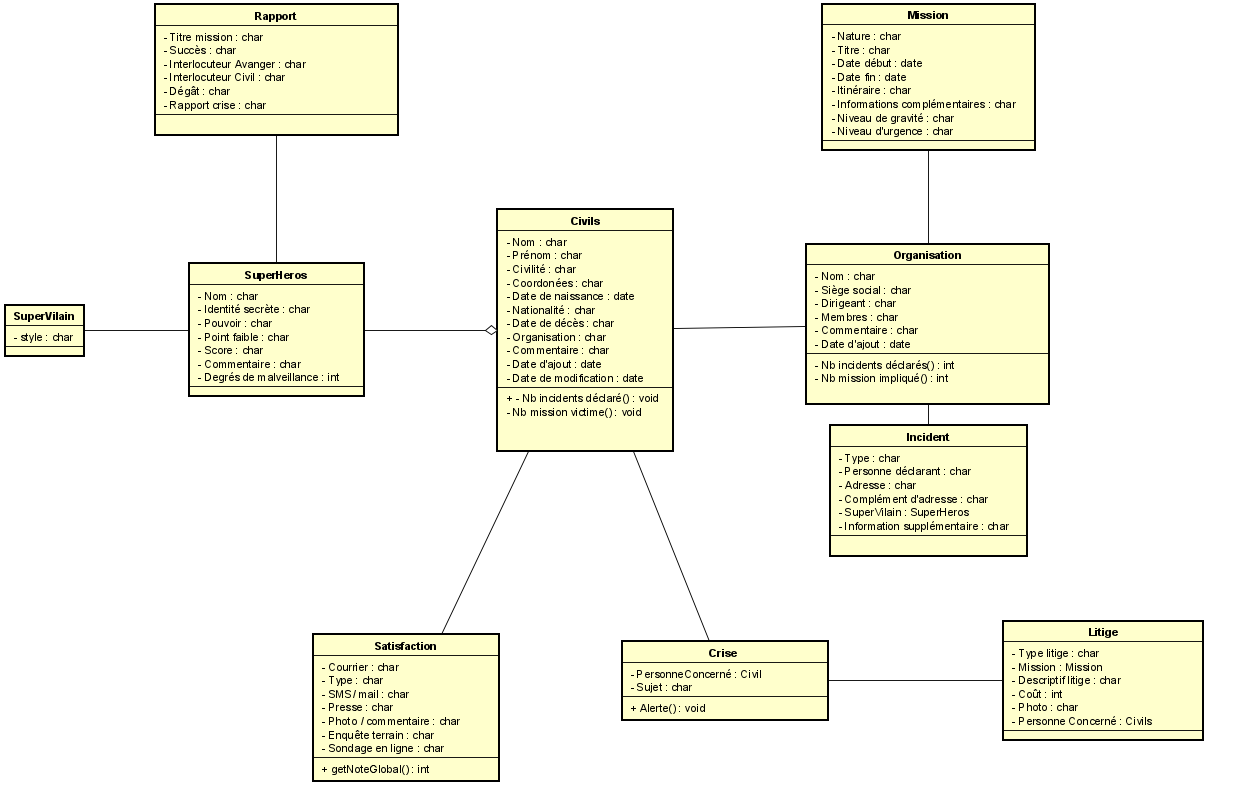 Rapport
- Titre mission : char
- Succès : char
- Interlocuteur Avanger : char
- Interlocuteur Civil : char
- Dégât : char
- Rapport crise : char
Mission
- Nature : char
- Titre : char
- Date début : date
- Date fin : date
- Itinéraire : char
- Informations complémentaires : char
- Niveau de gravité : char
- Niveau d'urgence : char
Civils
- Nom : char
- Prénom : char
- Civilité : char
- Coordonées : char
- Date de naissance : date
- Nationalité : char
- Date de décès : char
- Organisation : char
- Commentaire : char
- Date d'ajout : date
- Date de modification : date
+ - Nb incidents déclaré() : void
- Nb mission victime() : void
Organisation
- Nom : char
- Siège social : char
- Dirigeant : char
- Membres : char
- Commentaire : char
- Date d'ajout : date
- Nb incidents déclarés() : int
- Nb mission impliqué() : int
SuperHeros
- Nom : char
- Identité secrète : char
- Pouvoir : char
- Point faible : char
- Score : char
- Commentaire : char
- Degrés de malveillance : int
SuperVilain
- style : char
Incident
- Type : char
- Personne déclarant : char
- Adresse : char
- Complément d'adresse : char
- SuperVilain : SuperHeros
- Information supplémentaire : char
Satisfaction
- Courrier : char
- Type : char
- SMS / mail : char
- Presse : char
- Photo / commentaire : char
- Enquête terrain : char
- Sondage en ligne : char
+ getNoteGlobal() : int
Crise
- PersonneConcerné : Civil
- Sujet : char
+ Alerte() : void
Litige
- Type litige : char
- Mission : Mission
- Descriptif litige : char
- Coût : int
- Photo : char
- Personne Concerné : Civils